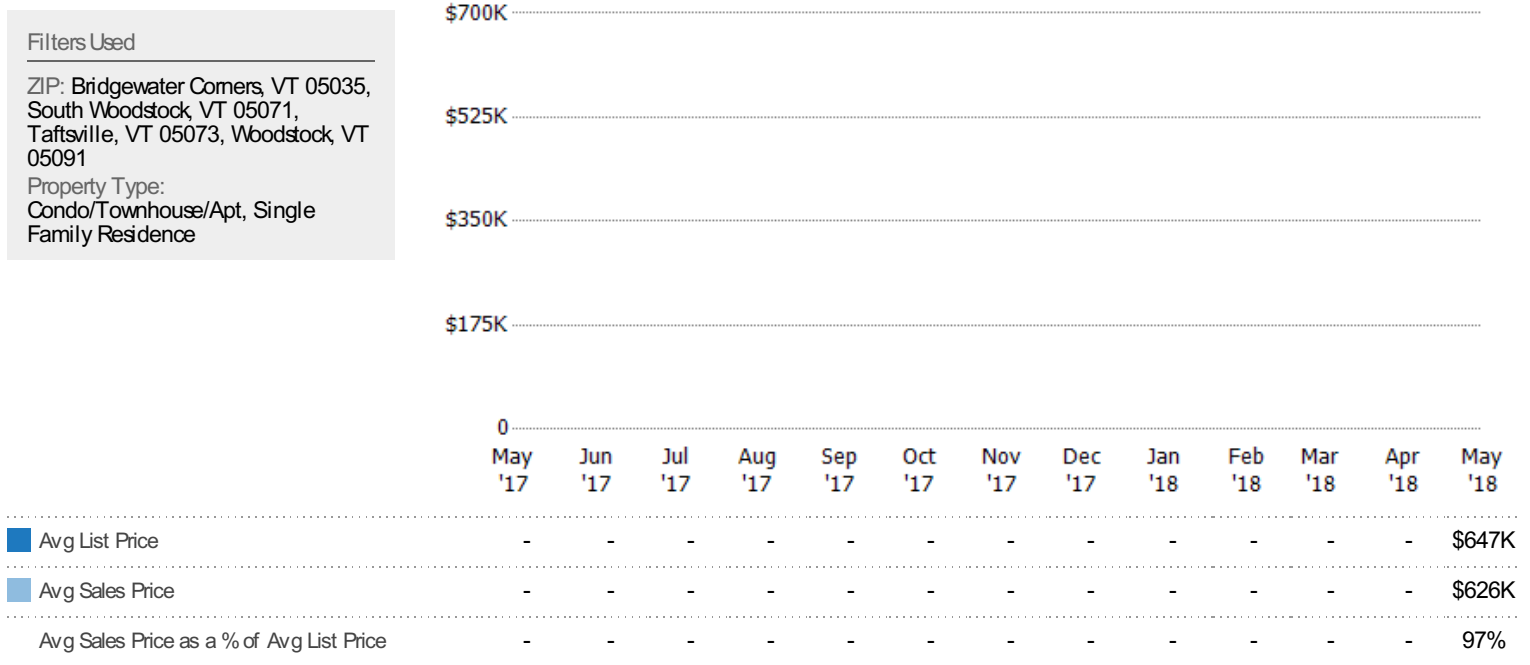 Filters Used
ZIP: Bridgewater Corners, VT 05035,
South Woodstock, VT 05071,
Taftsville, VT 05073, Woodstock, VT
05091
Property Type:
Condo/Townhouse/Apt, Single
Family Residence
$700K
$525K
$350K
$175K
0
May Jun Jul Aug Sep Oct Nov Dec Jan Feb Mar Apr May
'17 '17 '17 '17 '17 '17 '17 '17 '18 '18 '18 '18 '18
Avg List Price - - - - - - - - - - - - $647K
Avg Sales Price - - - - - - - - - - - - $626K
Avg Sales Price as a % of Avg List Price - - - - - - - - - - - - 97%